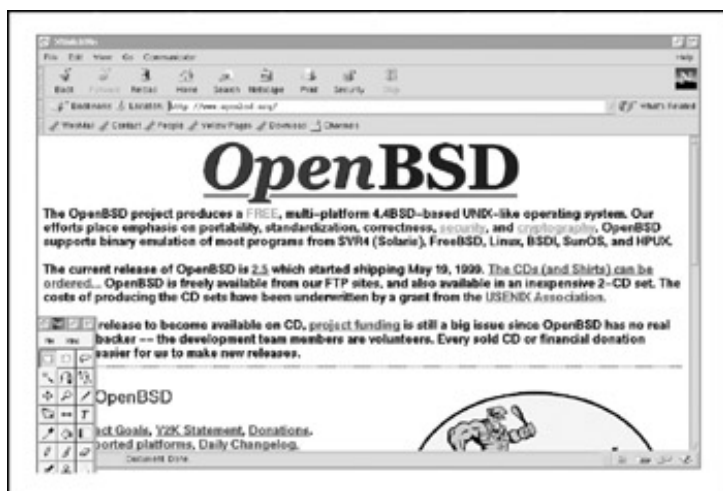 File Edit View Go Communicator Help
Back Forward Reload Home Search Netscape Print Security Stop
Bookmarks Location: http://www.openbsd.org/ What's Related
WebMail Contact People Yellow Pages Download Channels
OpenBSD
The OpenBSD project produces a FREE, multi-platform 4.4BSD-based UNIX-like operating system. Our
efforts place emphasis on portability, standardization, correctness, security, and cryptography. OpenBSD
supports binary emulation of most programs from SVR4 (Solaris), FreeBSD, Linux, BSDI, SunOS, and HPUX.
The current release of OpenBSD is 2.5 which started shipping May 19, 1999. The CDs (and Shirts) can be
ordered... OpenBSD is freely available from our FTP sites, and also available in an inexpensive 2-CD set. The
costs of producing the CD sets have been underwritten by a grant from the USENIX Association.
release to become available on CD, project funding is still a big issue since OpenBSD has no real
backer -- the development team members are volunteers. Every sold CD or financial donation
easier for us to make new releases.
OpenBSD
ect Goals, Y2K Statement, Donations,
ported platforms, Daily Changelog,
Document Done